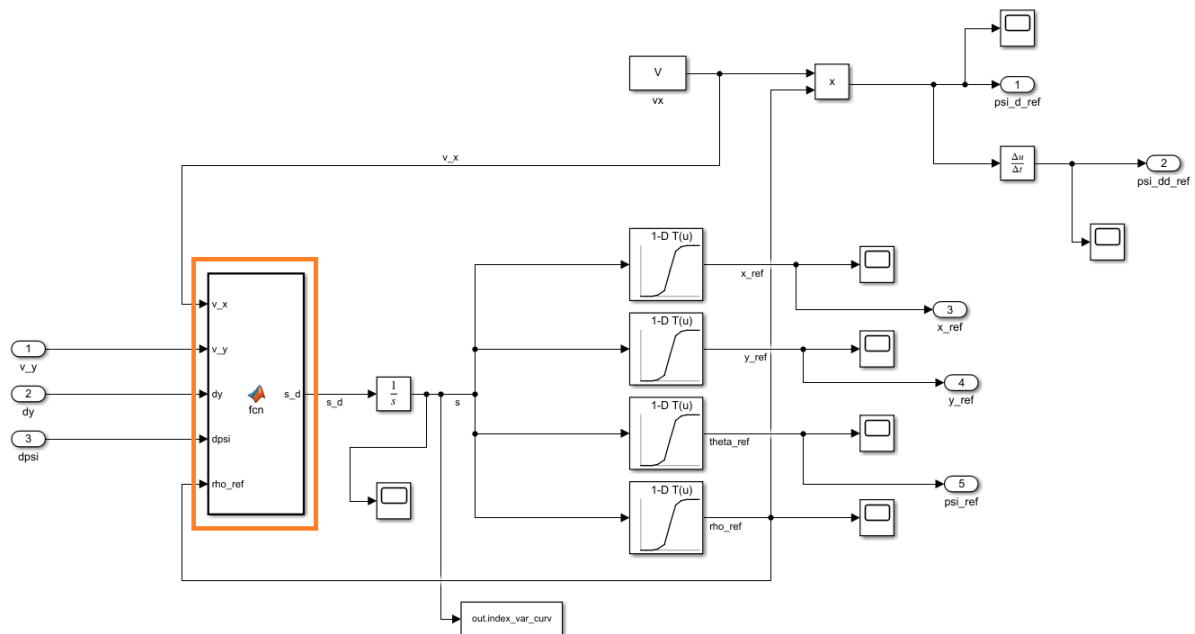 V
vx
x
1
psi_d_ref
v_x
Δu
Δt
2
psi_dd_ref
1-D T(u)
x_ref
3
x_ref
v_x
1
v_y
v_y
1-D T(u)
y_ref
4
y_ref
2
dy
dy
fcn
s_d
s_d
1
s
s
1-D T(u)
theta_ref
3
dpsi
dpsi
5
psi_ref
rho_ref
1-D T(u)
rho_ref
out.index_var_curv